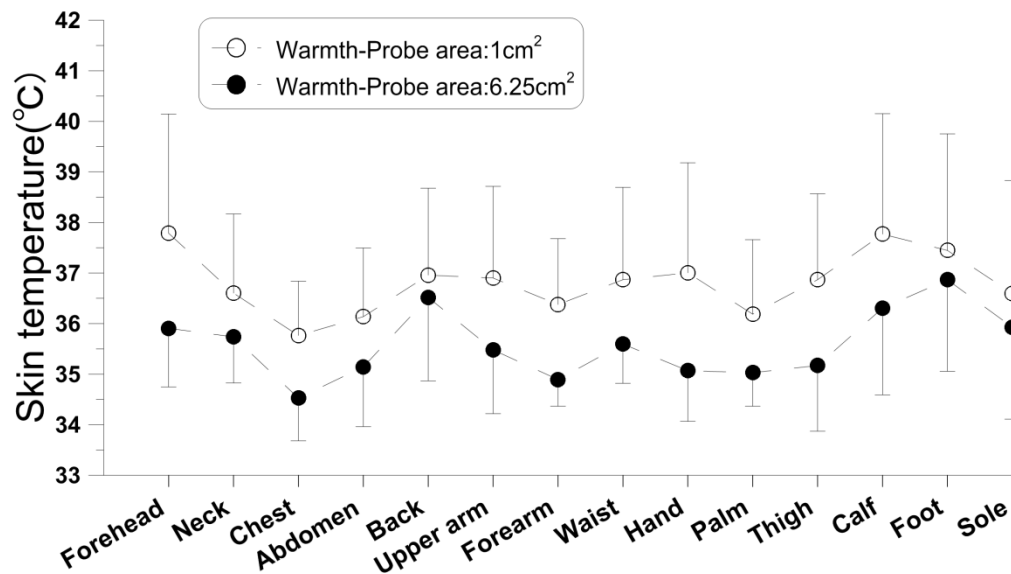 Skin temperature(°C)
42
41
40
39
38
37
36
35
34
33
Warmth-Probe area:1cm²
Warmth-Probe area:6.25cm²
Forehead
Neck
Chest
Abdomen
Back
Upper arm
Forearm
Waist
Hand
Palm
Thigh
Calf
Foot
Sole